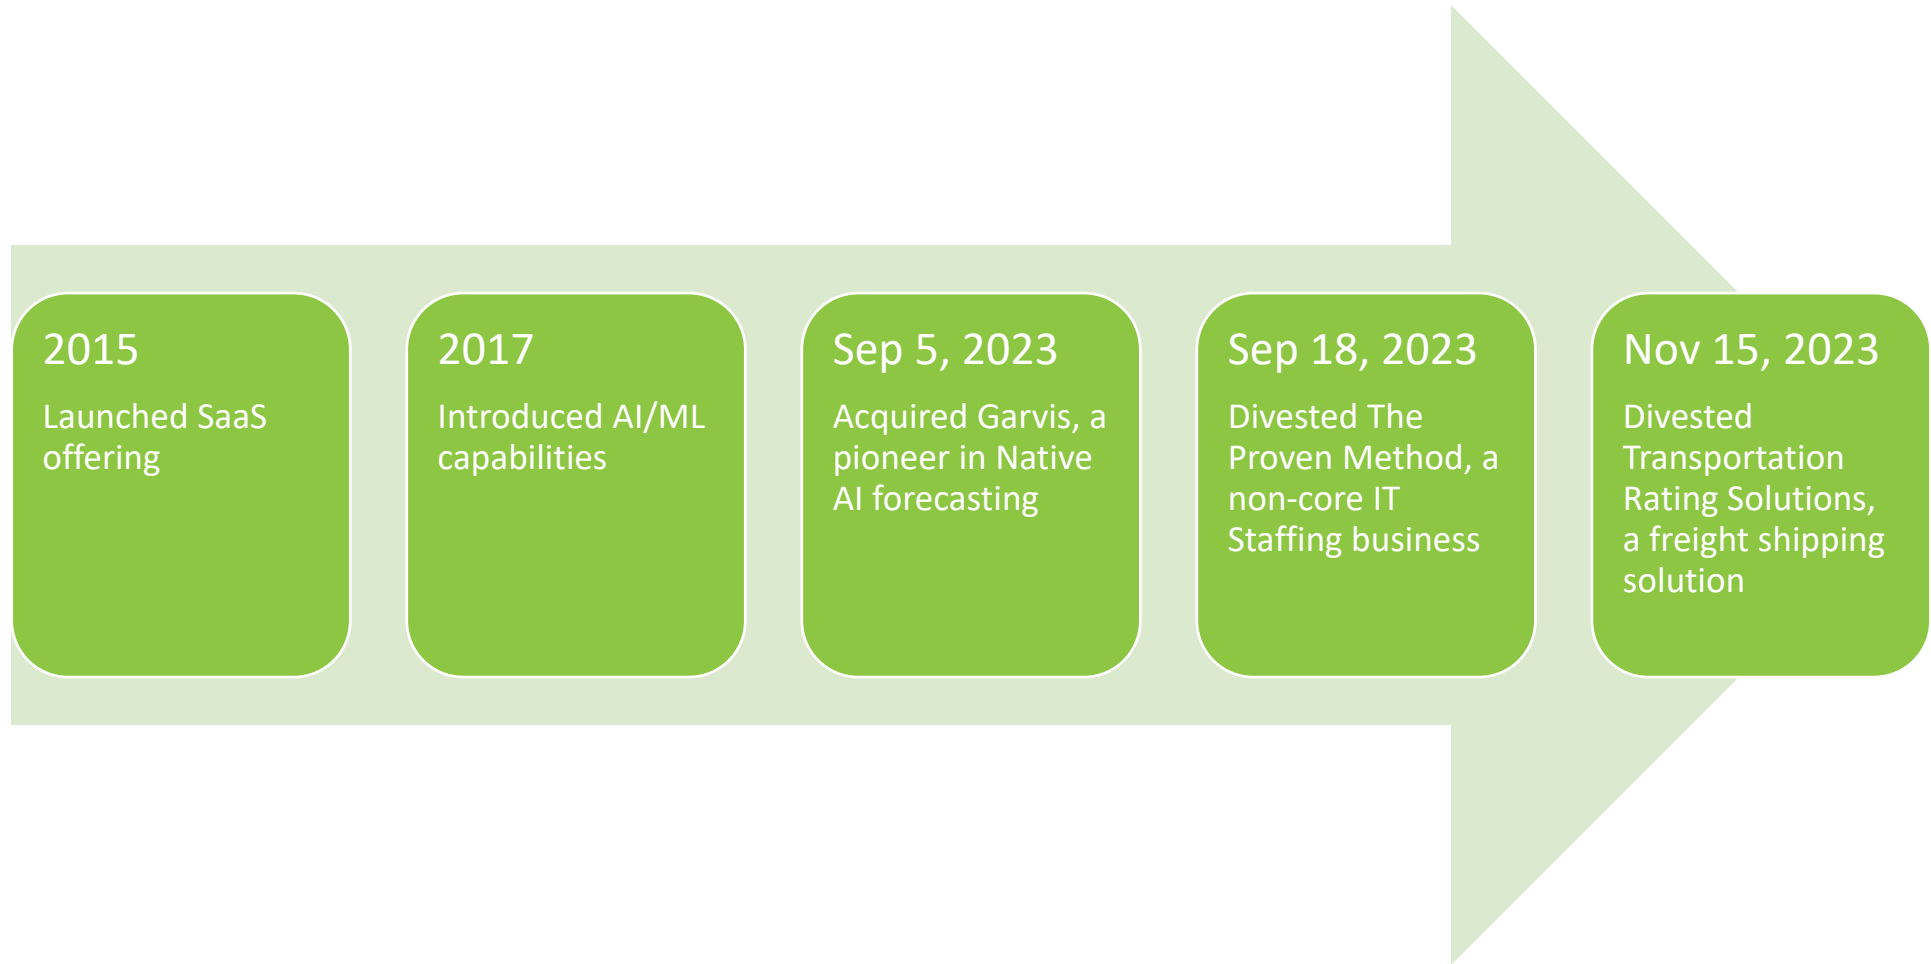 2015
Launched SaaS
offering
2017
Introduced AI/ML
capabilities
Sep 5, 2023
Acquired Garvis, a
pioneer in Native
AI forecasting
Sep 18, 2023
Divested The
Proven Method, a
non-core IT
Staffing business
Nov 15, 2023
Divested
Transportation
Rating Solutions,
a freight shipping
solution